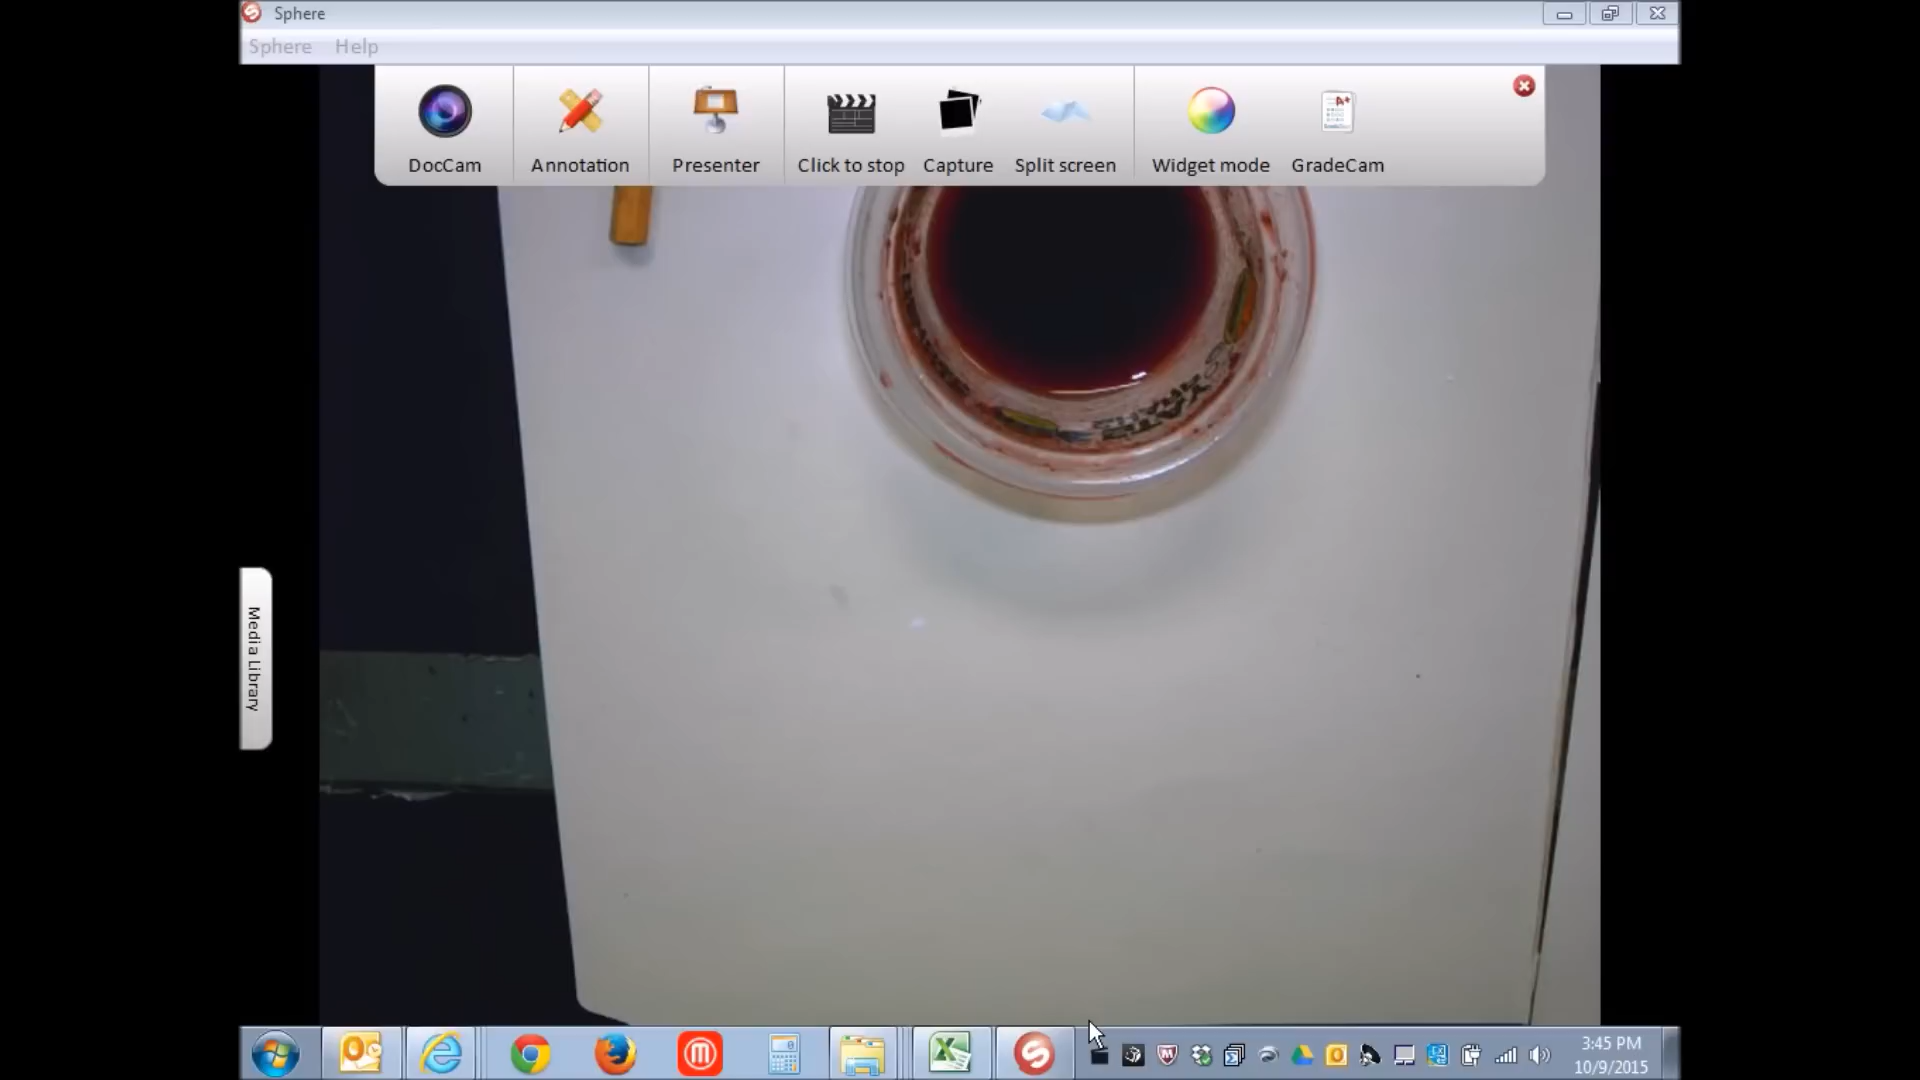 Sphere
Sphere Help
DocCam Annotation Presenter Click to stop Capture Split screen Widget mode GradeCam
Media Library
3:45 PM
10/9/2015